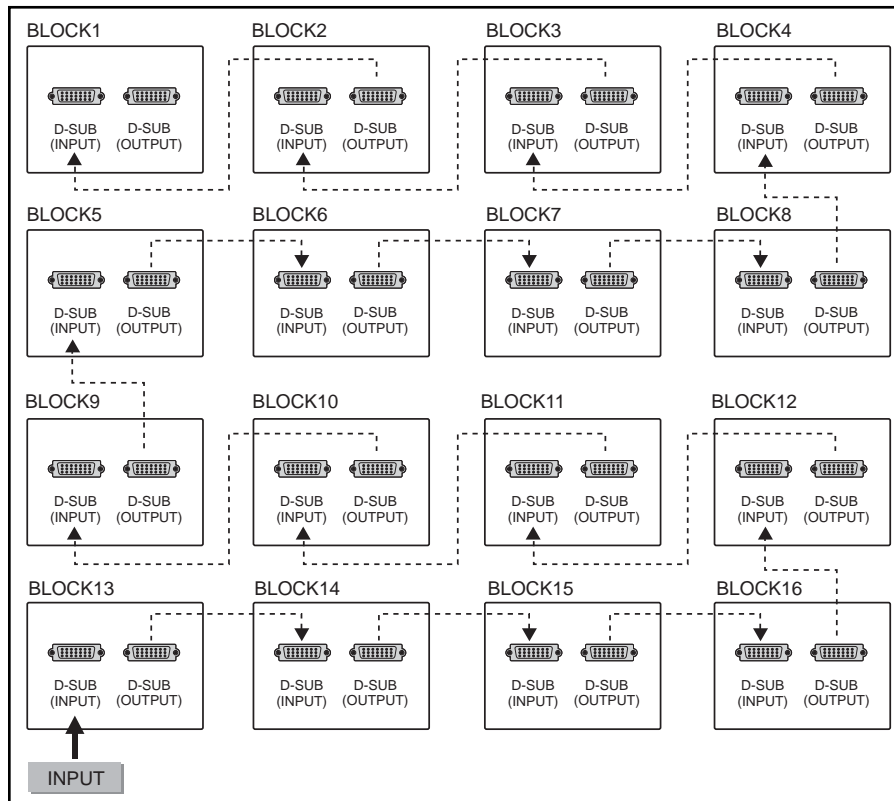 BLOCK1 BLOCK2 BLOCK3 BLOCK4
D-SUB D-SUB D-SUB D-SUB D-SUB D-SUB D-SUB D-SUB
(INPUT) (OUTPUT) (INPUT) (OUTPUT) (INPUT) (OUTPUT) (INPUT) (OUTPUT)
BLOCK5 BLOCK6 BLOCK7 BLOCK8
D-SUB D-SUB D-SUB D-SUB D-SUB D-SUB D-SUB D-SUB
(INPUT) (OUTPUT) (INPUT) (OUTPUT) (INPUT) (OUTPUT) (INPUT) (OUTPUT)
BLOCK9 BLOCK10 BLOCK11 BLOCK12
D-SUB D-SUB D-SUB D-SUB D-SUB D-SUB D-SUB D-SUB
(INPUT) (OUTPUT) (INPUT) (OUTPUT) (INPUT) (OUTPUT) (INPUT) (OUTPUT)
BLOCK13 BLOCK14 BLOCK15 BLOCK16
D-SUB D-SUB D-SUB D-SUB D-SUB D-SUB D-SUB D-SUB
(INPUT) (OUTPUT) (INPUT) (OUTPUT) (INPUT) (OUTPUT) (INPUT) (OUTPUT)
INPUT